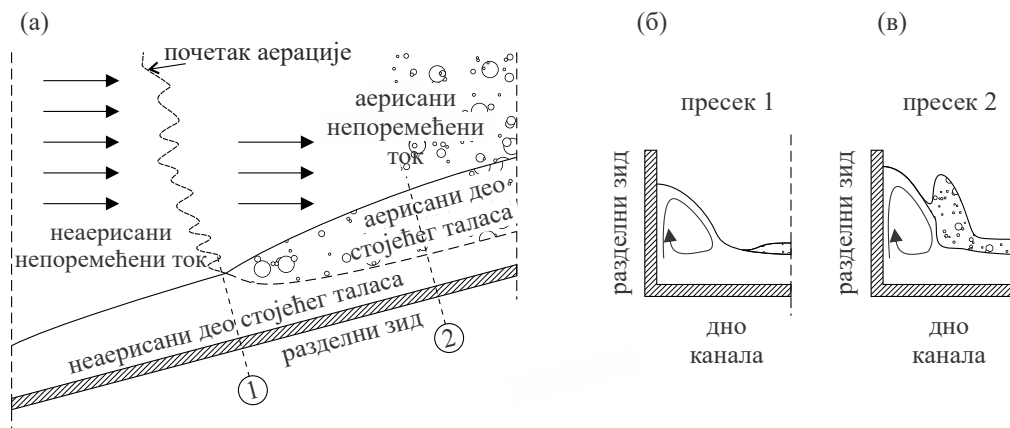 (а)
почетак аерације
аерисани
непоремећени
ток
неаерисани
непоремећени ток
аерисани део
стојећег таласа
неаерисани део стојећег таласа
разделни зид
1
2
(б)
пресек 1
разделни зид
дно
канала
(в)
пресек 2
разделни зид
дно
канала